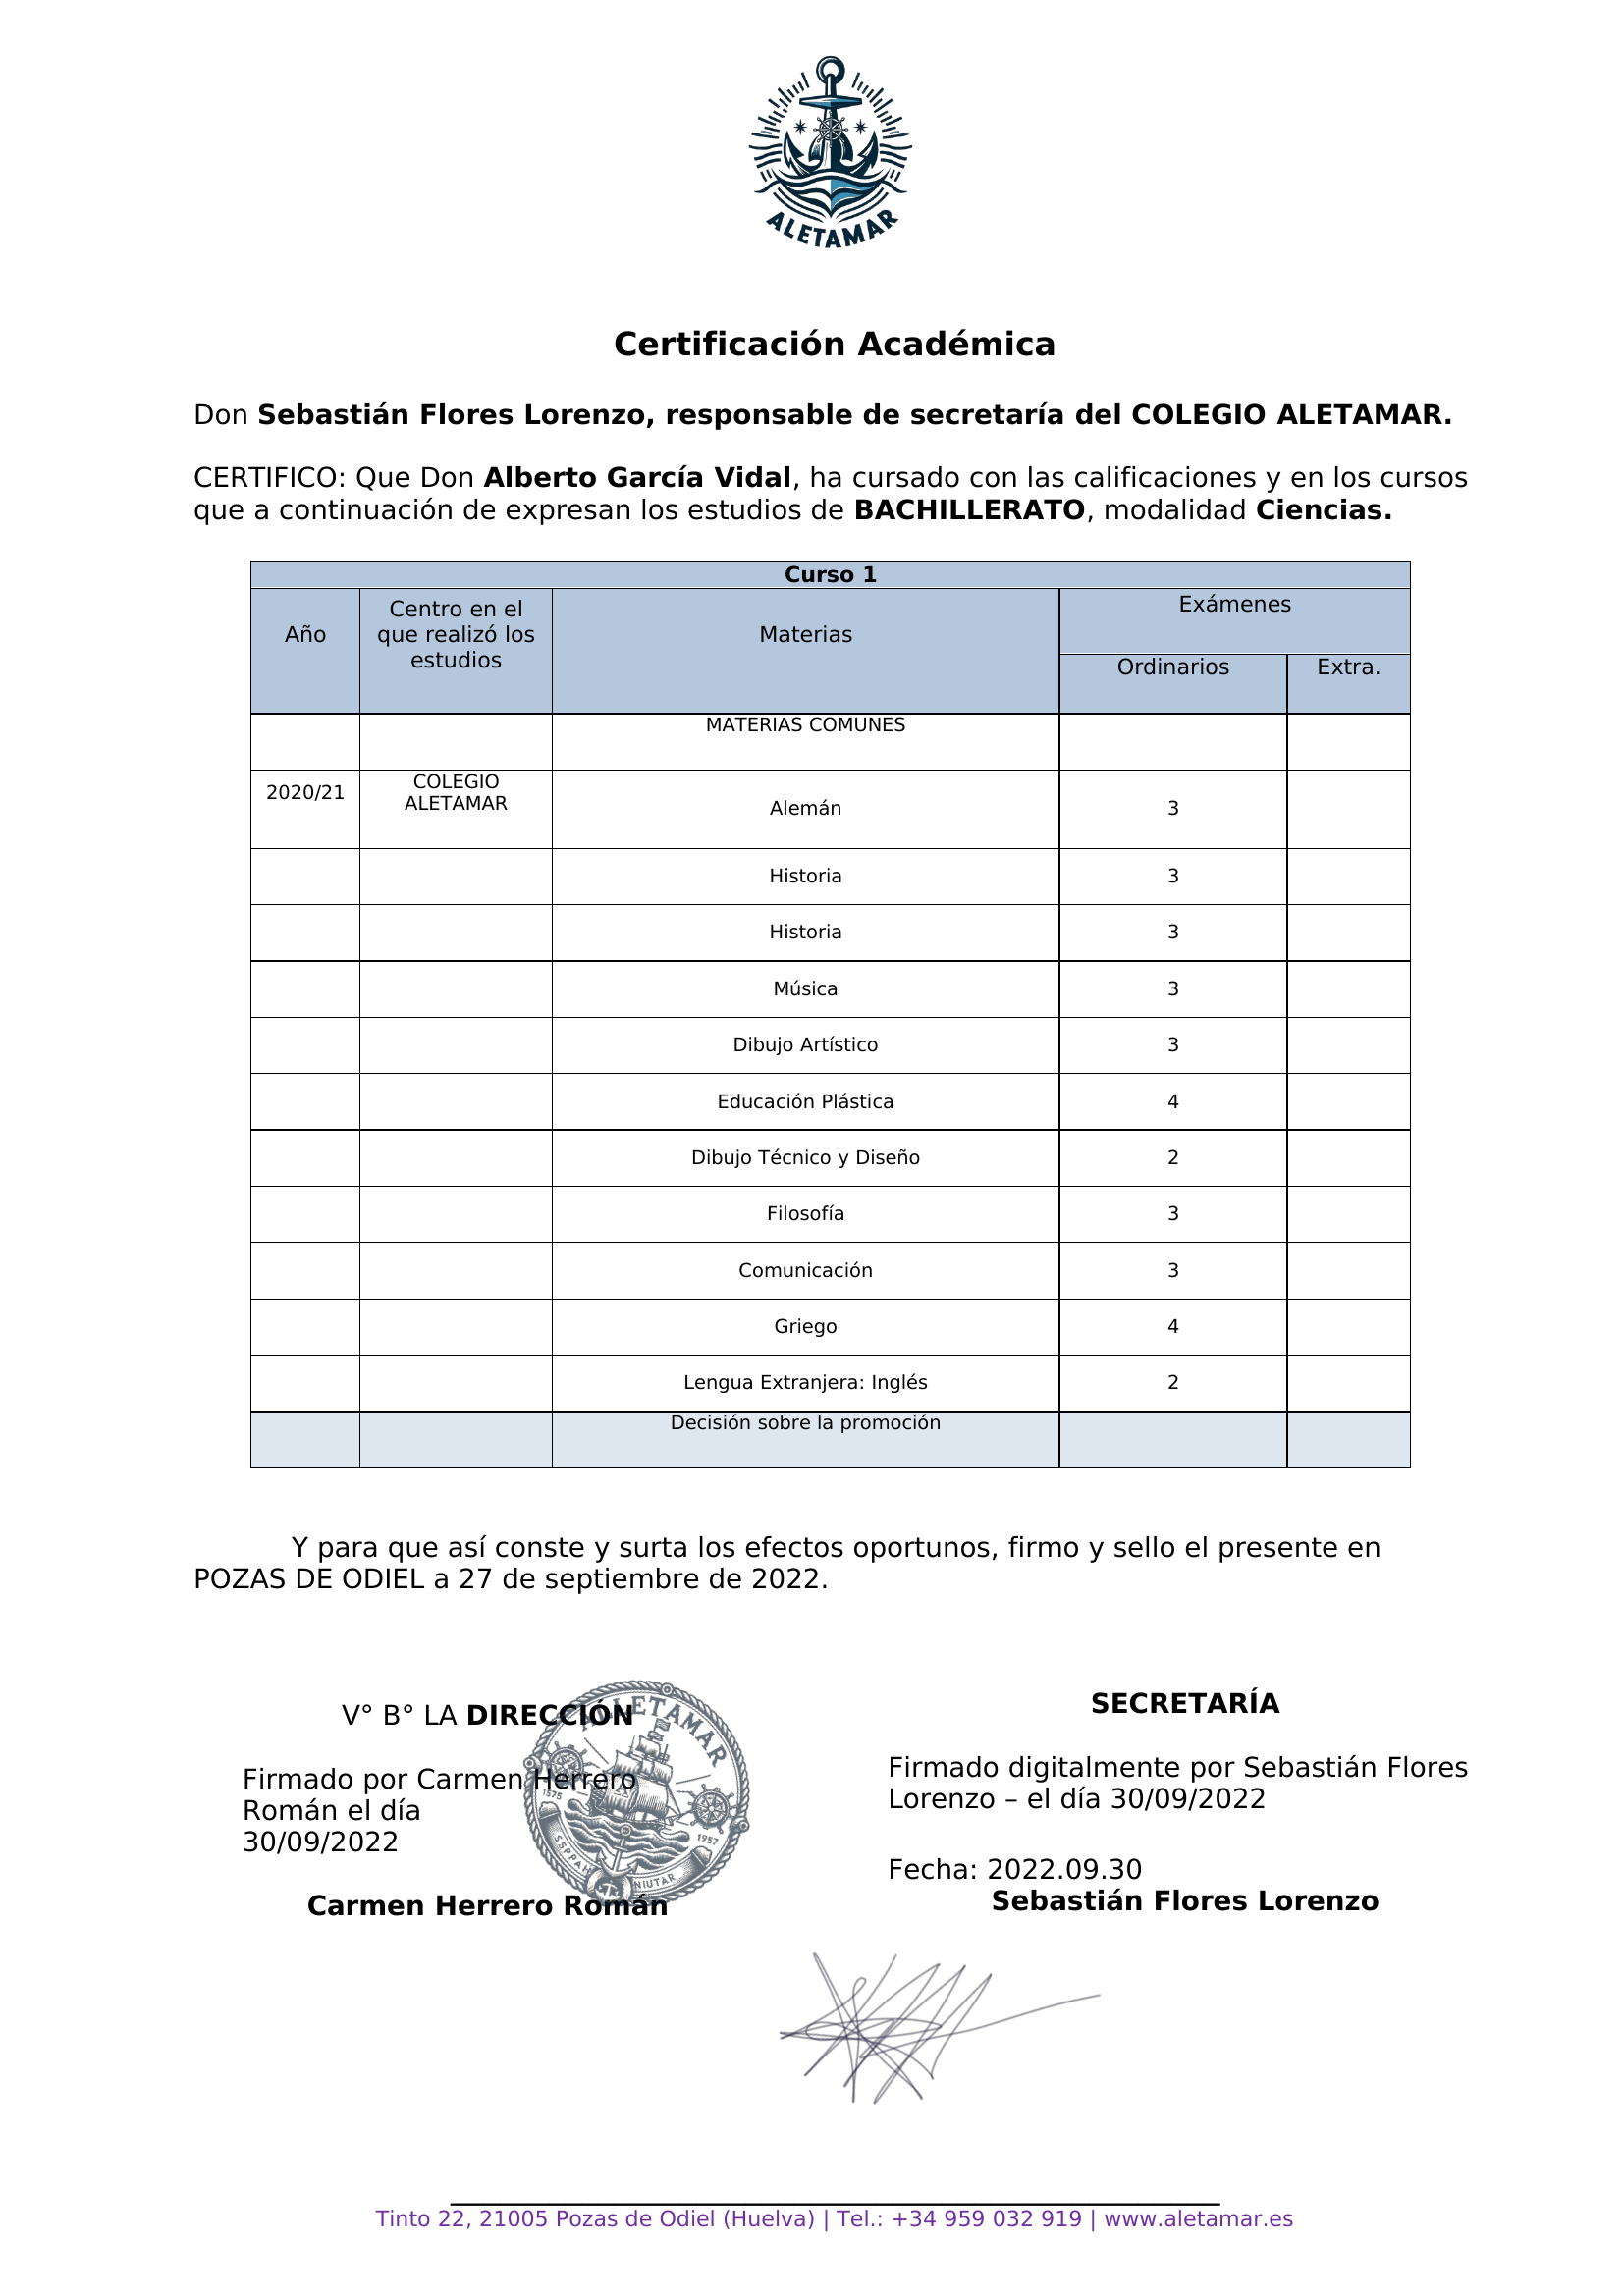 ALETAMAR
Certificación Académica
Don Sebastián Flores Lorenzo, responsable de secretaría del COLEGIO ALETAMAR.
CERTIFICO: Que Don Alberto García Vidal, ha cursado con las calificaciones y en los cursos
que a continuación de expresan los estudios de BACHILLERATO, modalidad Ciencias.
Curso 1
Año
Centro en el
que realizó los
estudios
Materias
Exámenes
Ordinarios
Extra.
MATERIAS COMUNES
2020/21
COLEGIO
ALETAMAR
Alemán 3
Historia 3
Historia 3
Música 3
Dibujo Artístico 3
Educación Plástica 4
Dibujo Técnico y Diseño 2
Filosofía 3
Comunicación 3
Griego 4
Lengua Extranjera: Inglés 2
Decisión sobre la promoción
Y para que así conste y surta los efectos oportunos, firmo y sello el presente en
POZAS DE ODIEL a 27 de septiembre de 2022.
V° B° LA DIRECCIÓN
Firmado por Carmen Herrero
Román el día
30/09/2022
Carmen Herrero Román
1575
1957
SECRETARÍA
Firmado digitalmente por Sebastián Flores
Lorenzo – el día 30/09/2022
Fecha: 2022.09.30
Sebastián Flores Lorenzo
Tinto 22, 21005 Pozas de Odiel (Huelva) | Tel.: +34 959 032 919 | www.aletamar.es